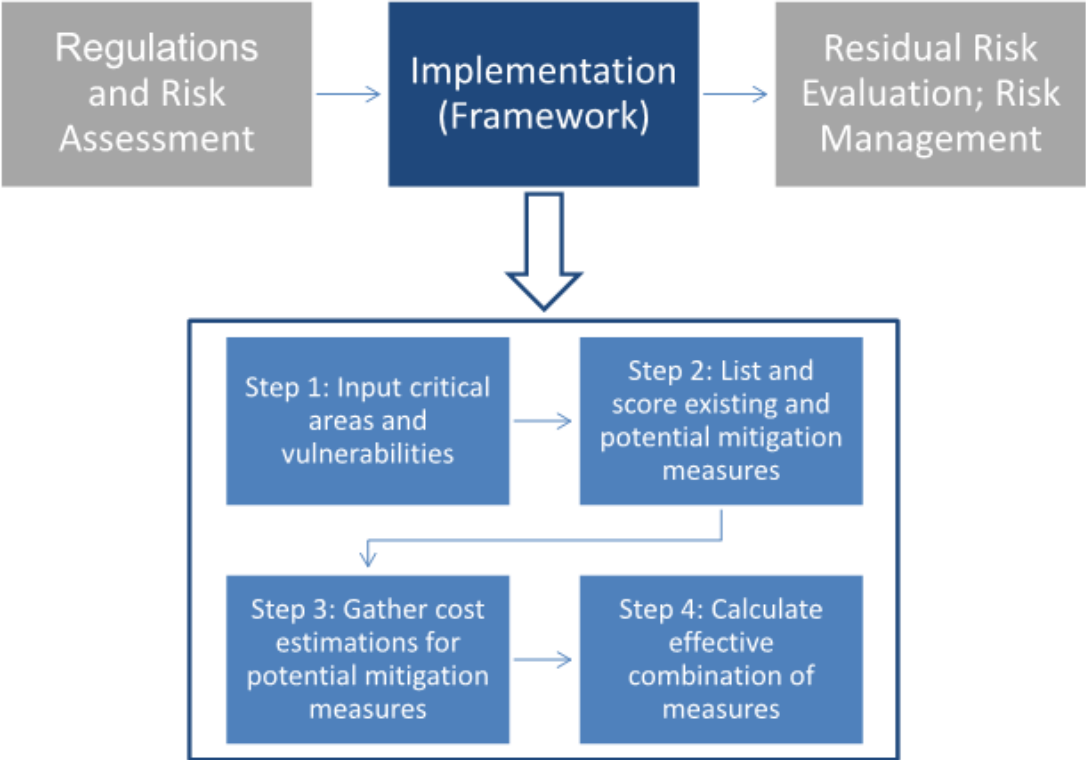 Regulations
and Risk
Assessment
Implementation
(Framework)
Residual Risk
Evaluation; Risk
Management
Step 1: Input critical
areas and
vulnerabilities
Step 2: List and
score existing and
potential mitigation
measures
Step 3: Gather cost
estimations for
potential mitigation
measures
Step 4: Calculate
effective
combination of
measures